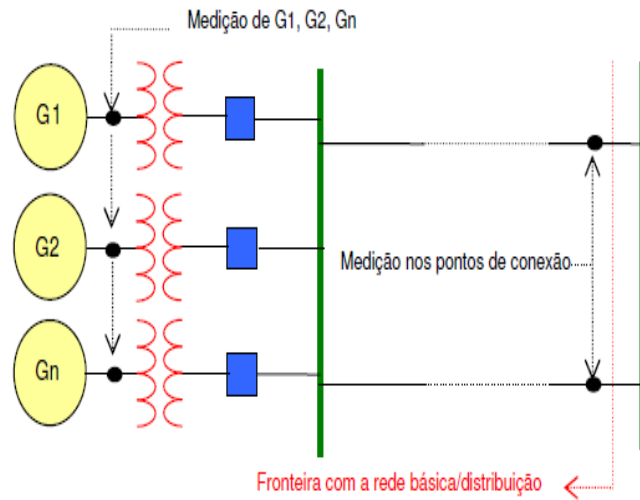 Medição de G1, G2, Gn
G1
G2
Medição nos pontos de conexão
Gn
Fronteira com a rede básica/distribuição